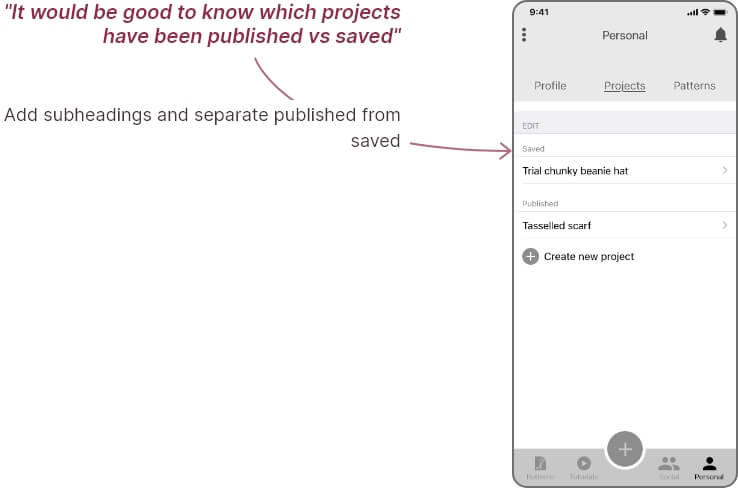 "It would be good to know which projects
have been published vs saved"
Add subheadings and separate published from
saved
9:41
Personal
Profile Projects Patterns
EDIT
Saved
Trial chunky beanie hat
Published
Tasselled scarf
Create new project
Patterns Tutorials Social Personal